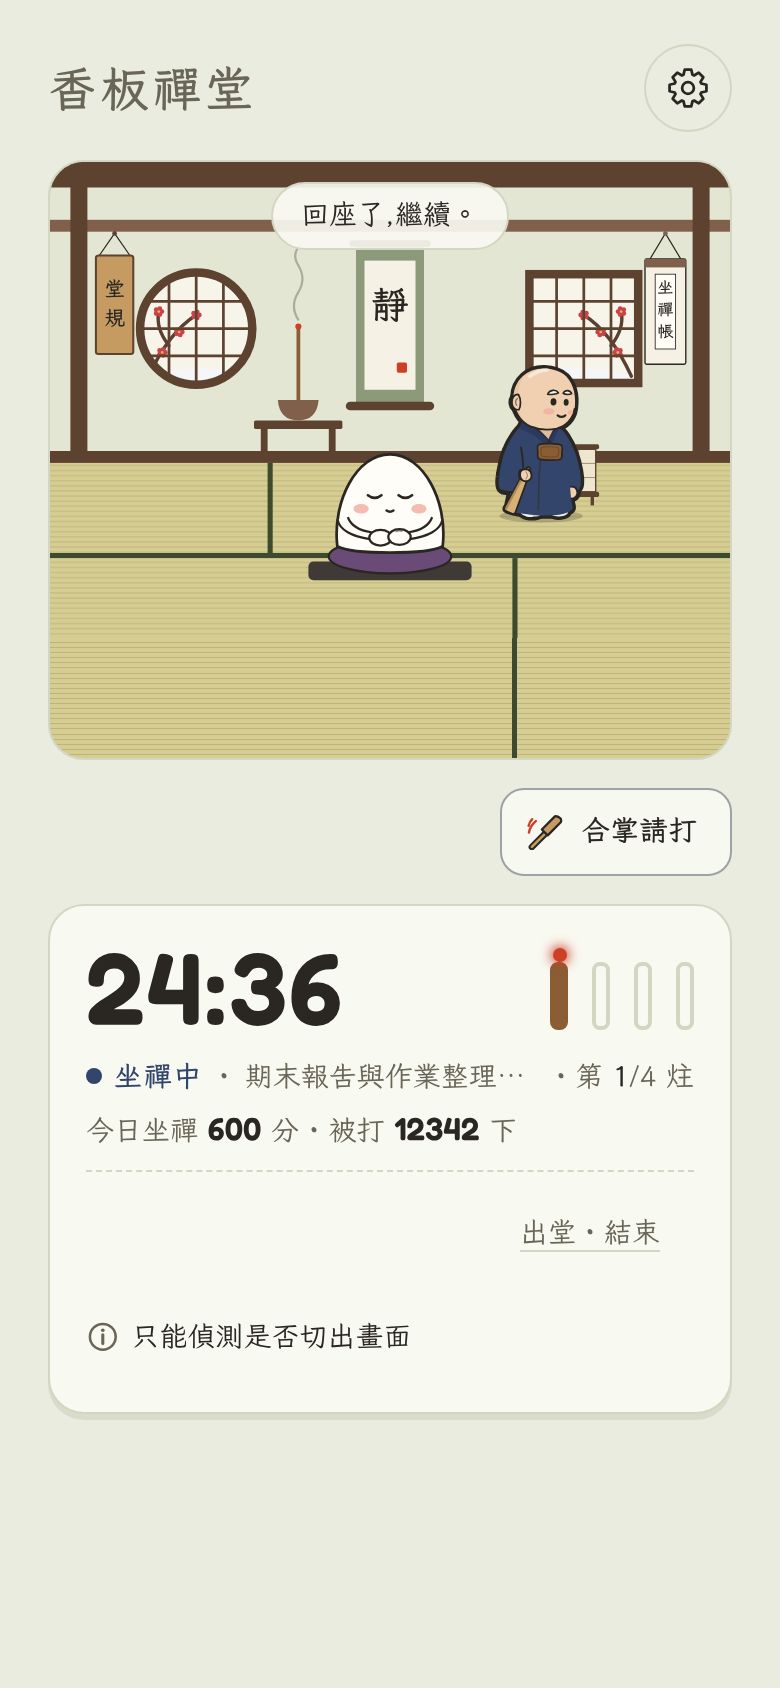 香板禪堂
回座了,繼續。
堂規
靜
坐禪帳
合掌請打
24:36
坐禪中 · 期末報告與作業整理… · 第 1/4 炷
今日坐禪 600 分 · 被打 12342 下
出堂 · 結束
只能偵測是否切出畫面